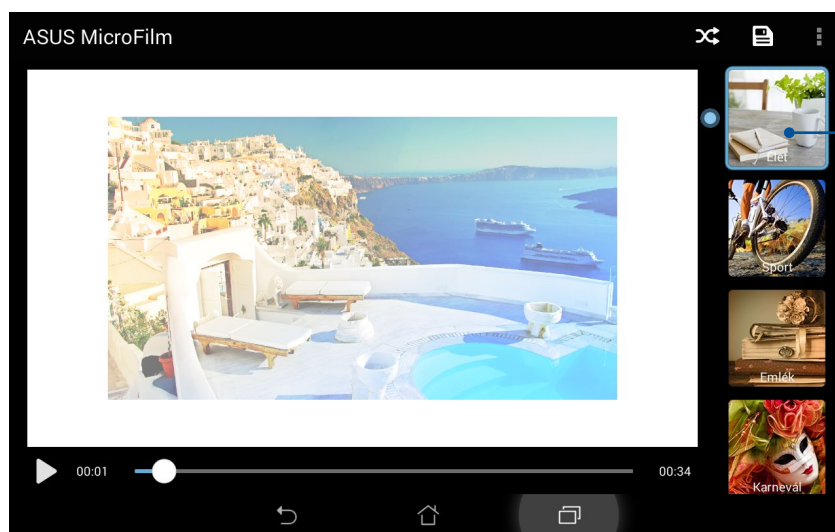 ASUS MicroFilm
Élet
Sport
Emlék
Karnevál
00:01
00:34